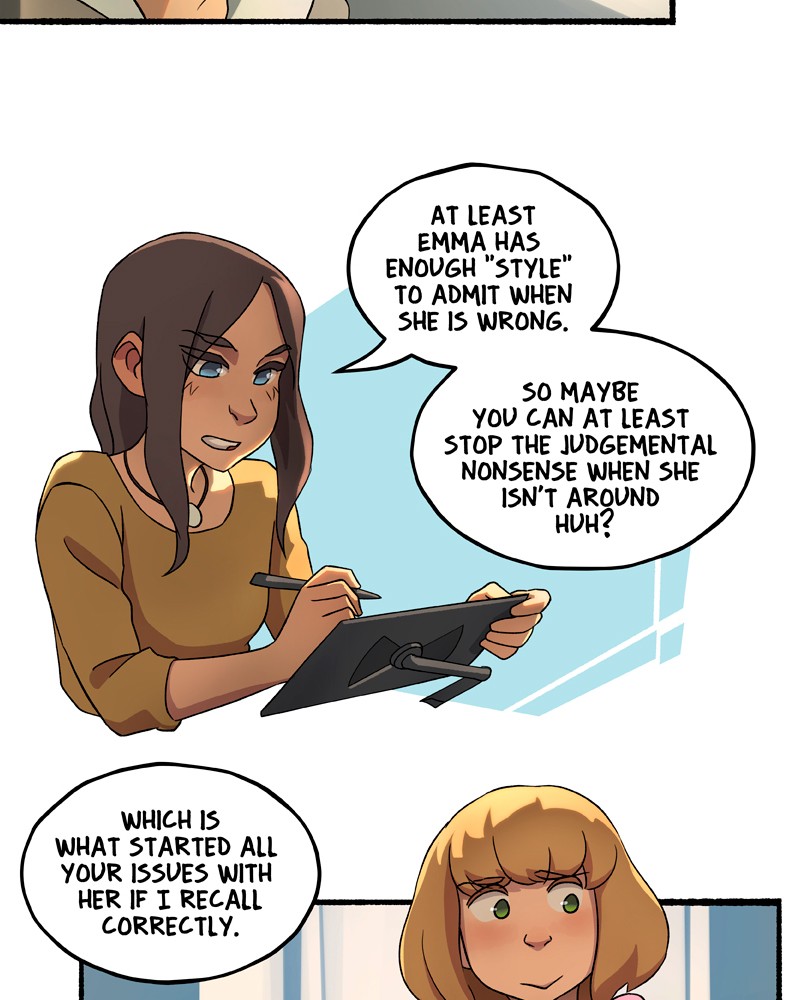 AT LEAST
EMMA HAS
ENOUGH "STYLE"
TO ADMIT WHEN
SHE IS WRONG.
SO MAYBE
YOU CAN AT LEAST
STOP THE JUDGEMENTAL
NONSENSE WHEN SHE
ISN'T AROUND
HUH?
WHICH IS
WHAT STARTED ALL
YOUR ISSUES WITH
HER IF I RECALL
CORRECTLY.